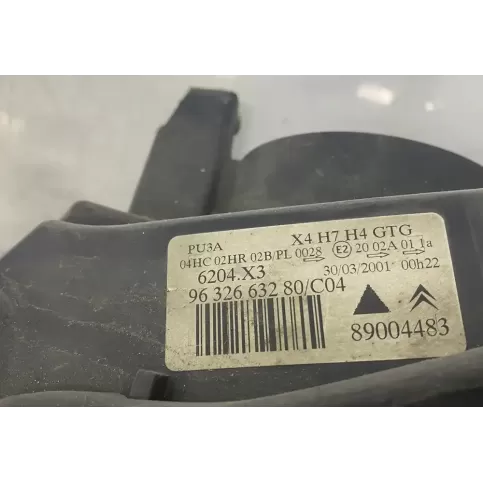 PU3A X4 H7 H4 GTG
04HC 02HR 02B/PL 0028 E2 20 02A 01 1a
6204.X3 30/03/2001 00h22
96 326 632 80/C04
89004483